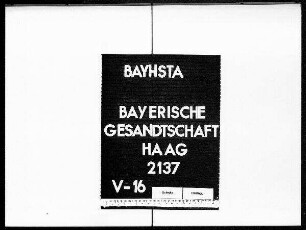 BAYHSTA
BAYERISCHE
GESANDTSCHAFT
HAAG
2137
V-16